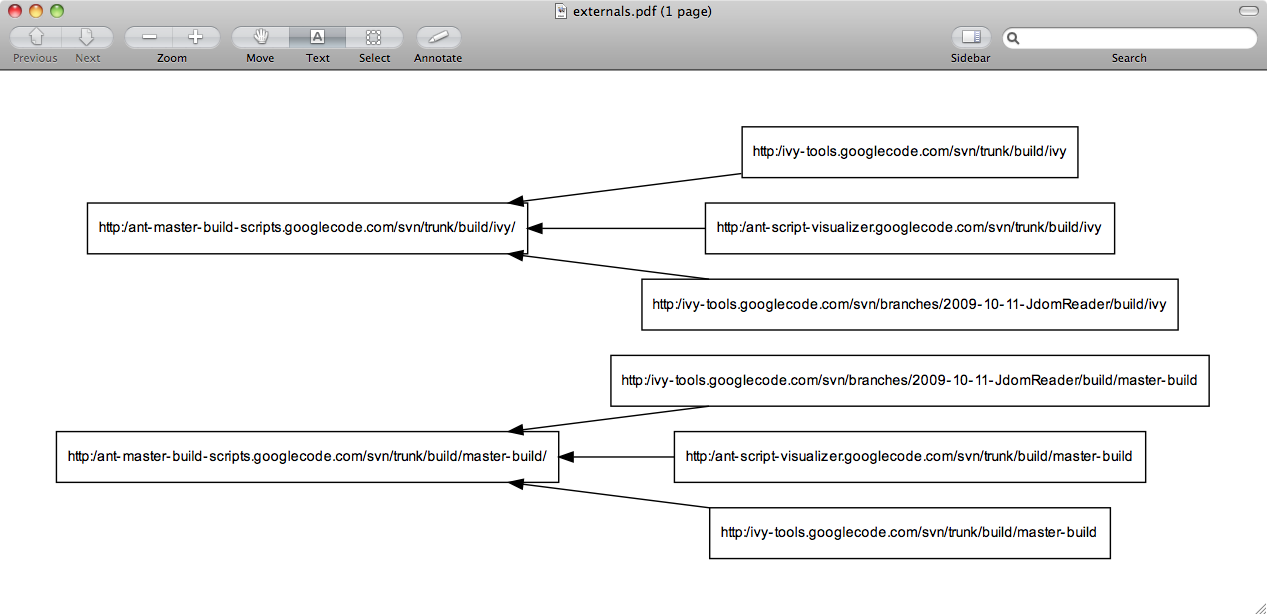 externals.pdf (1 page)
Previous Next Zoom Move Text Select Annotate Sidebar Search
http:/ivy-tools.googlecode.com/svn/trunk/build/ivy
http:/ant-master-build-scripts.googlecode.com/svn/trunk/build/ivy/
http:/ant-script-visualizer.googlecode.com/svn/trunk/build/ivy
http:/ivy-tools.googlecode.com/svn/branches/2009-10-11-JdomReader/build/ivy
http:/ivy-tools.googlecode.com/svn/branches/2009-10-11-JdomReader/build/master-build
http:/ant-master-build-scripts.googlecode.com/svn/trunk/build/master-build/
http:/ant-script-visualizer.googlecode.com/svn/trunk/build/master-build
http:/ivy-tools.googlecode.com/svn/trunk/build/master-build